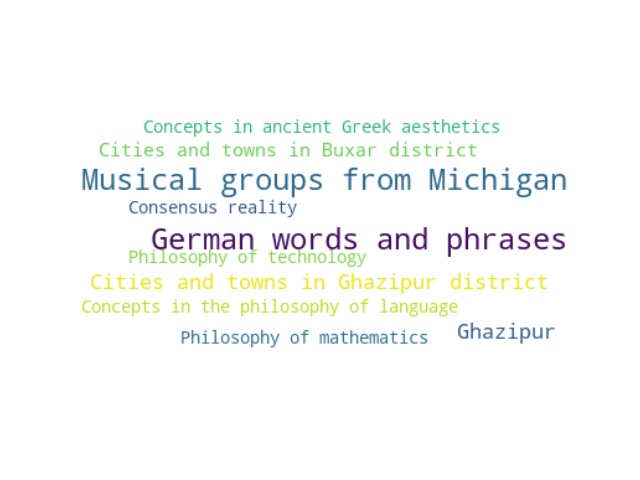 Concepts in ancient Greek aesthetics
Cities and towns in Buxar district
Musical groups from Michigan
Consensus reality
German words and phrases
Philosophy of technology
Cities and towns in Ghazipur district
Concepts in the philosophy of language
Ghazipur
Philosophy of mathematics